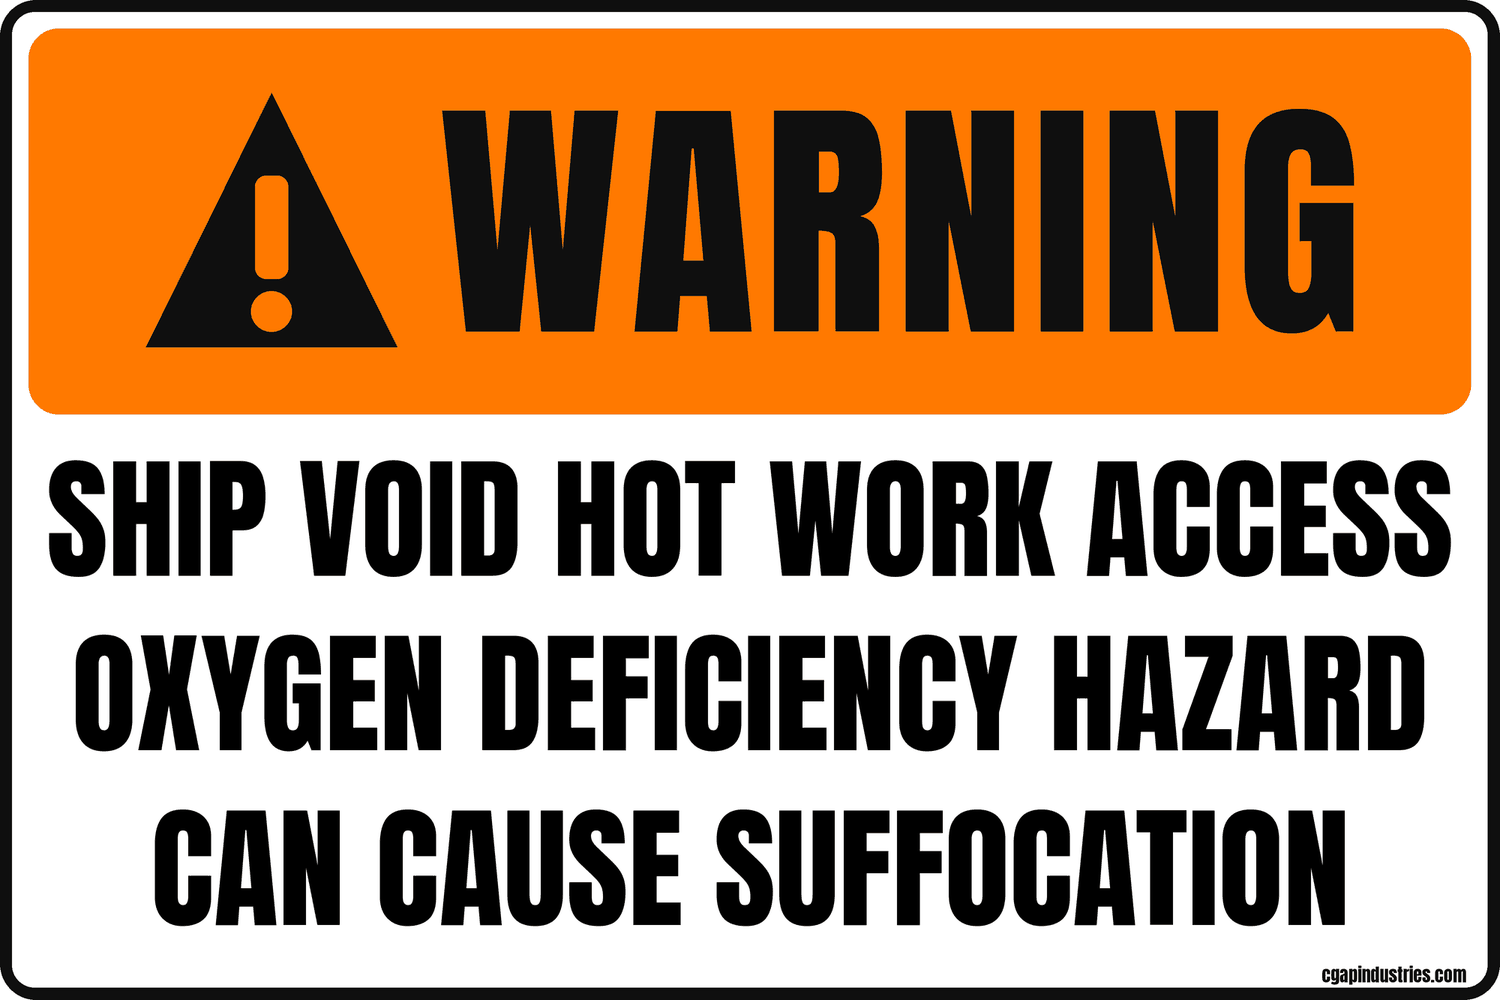 WARNING
SHIP VOID HOT WORK ACCESS
OXYGEN DEFICIENCY HAZARD
CAN CAUSE SUFFOCATION
cgapindustries.com